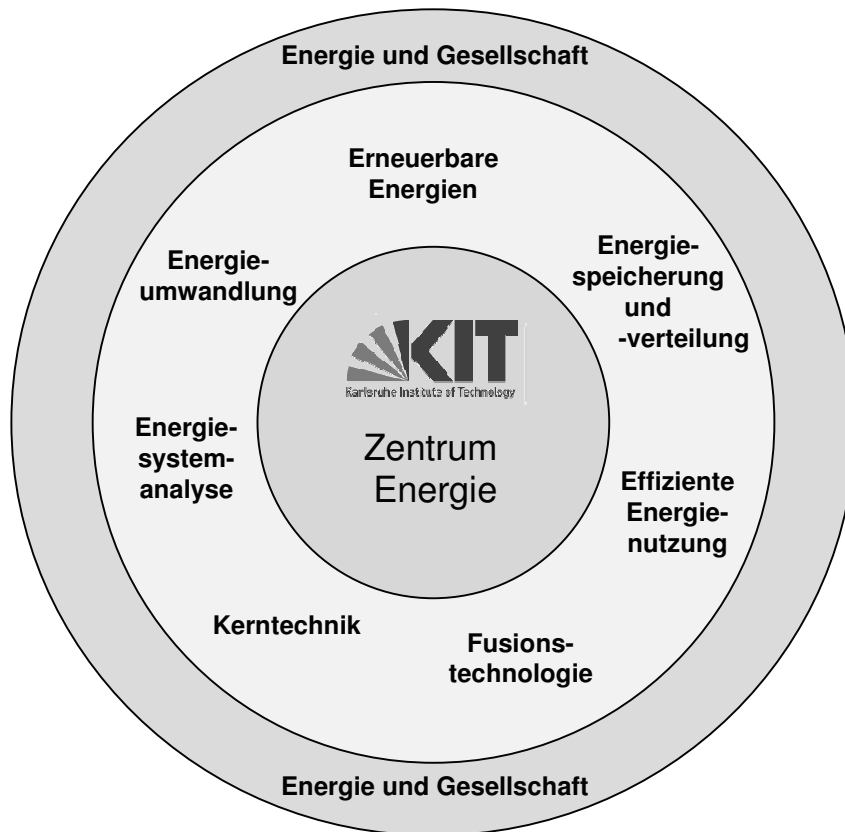 Energie und Gesellschaft
Erneuerbare
Energien
Energie-
speicherung
und
-verteilung
Energie-
umwandlung
KIT
Karlsruhe Institute of Technology
Zentrum
Energie
Energie-
system-
analyse
Effiziente
Energie-
nutzung
Kerntechnik
Fusions-
technologie
Energie und Gesellschaft